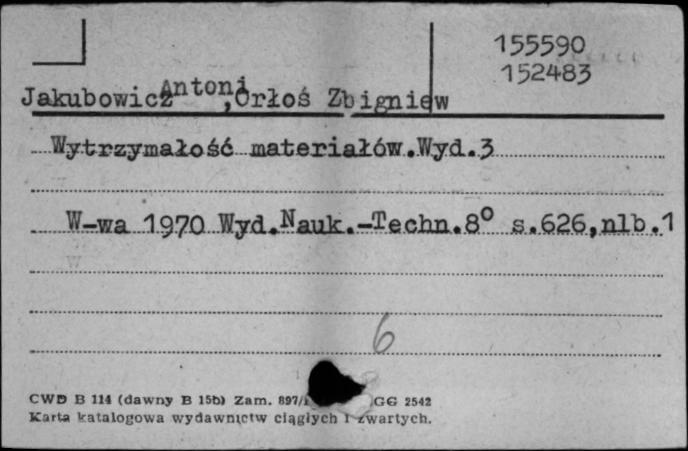 155590
152483
Jakubowicz Antoni, Orłoś Zbigniew
Wytrzymałość materiałów. Wyd. 3
W-wa 1970 Wyd. Nauk.-Techn. 8° s. 626, nlb. 1
6
CWD B 114 (dawny B 15b) Zam. 897/ GG 2542
Karta katalogowa wydawnictw ciągłych i zwartych.